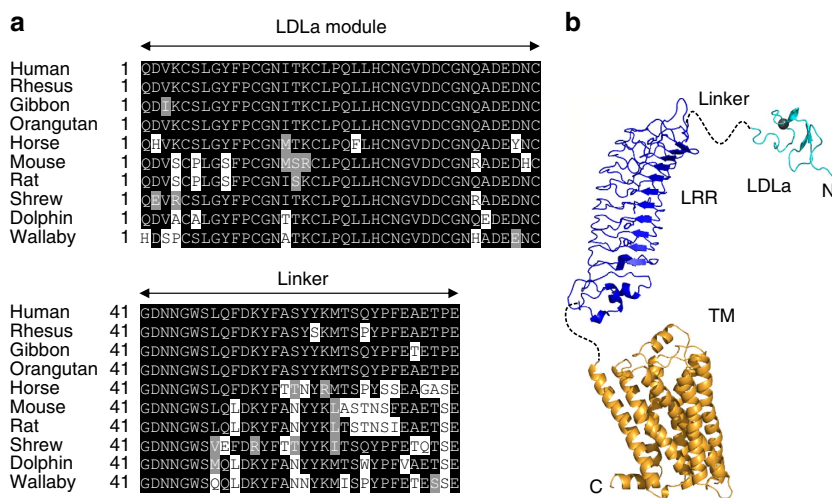 a
LDLa module
Human 1 QDVKCSLGYFPCGNITKCLPQLLHCNGVDDCGNQADEDNC
Rhesus 1 QDVKCSLGYFPCGNITKCLPQLLHCNGVDDCGNQADEDNC
Gibbon 1 QDIKCSLGYFPCGNITKCLPQLLHCNGVDDCGNQADEDNC
Orangutan 1 QDVKCSLGYFPCGNITKCLPQLLHCNGVDDCGNQADEDNC
Horse 1 QHVKCSLGYFPCGNMTKCLPQFLHCNGVDDCGNQADEYNC
Mouse 1 QDVSCPLGSFPCGNMSRCLPQLLHCNGVDDCGNRADEDHC
Rat 1 QDVSCPLGSFPCGNISKCLPQLLHCNGVDDCGNQADEDNC
Shrew 1 QEVRCSLGYFPCGNITKCLPQLLHCNGVDDCGNRADEDNC
Dolphin 1 QDVACALGYFPCGNTTKCLPQLLHCNGVDDCGNQEDEDNC
Wallaby 1 HDSPCSLGYFPCGNATKCLPQLLHCNGVDDCGNHADEENC
Linker
Human 41 GDNNGWSLQFDKYFASYYKMTSQYPFEAETPE
Rhesus 41 GDNNGWSLQFDKYFASYSKMTSPYPFEAETPE
Gibbon 41 GDNNGWSLQFDKYFASYYKMTSQYPFETETPE
Orangutan 41 GDNNGWSLQFDKYFASYYKMTSQYPFEAETPE
Horse 41 GDNNGWSLQFDKYFTTNYRMTSPYSSEAGASE
Mouse 41 GDNNGWSLQLDKYFANYYKLASTNSFEAETSE
Rat 41 GDNNGWSLQLDKYFANYYKLTSTNSIEAETSE
Shrew 41 GDNNGWSVEFDRYFTTYYKITSQYPFETQTSE
Dolphin 41 GDNNGWSMQLDKYFANYYKMTSWYPFVAETSE
Wallaby 41 GDNNGWSQQLDKYFANNYKMISPYPFETESSE
b
Linker
LDLa
N
LRR
TM
C